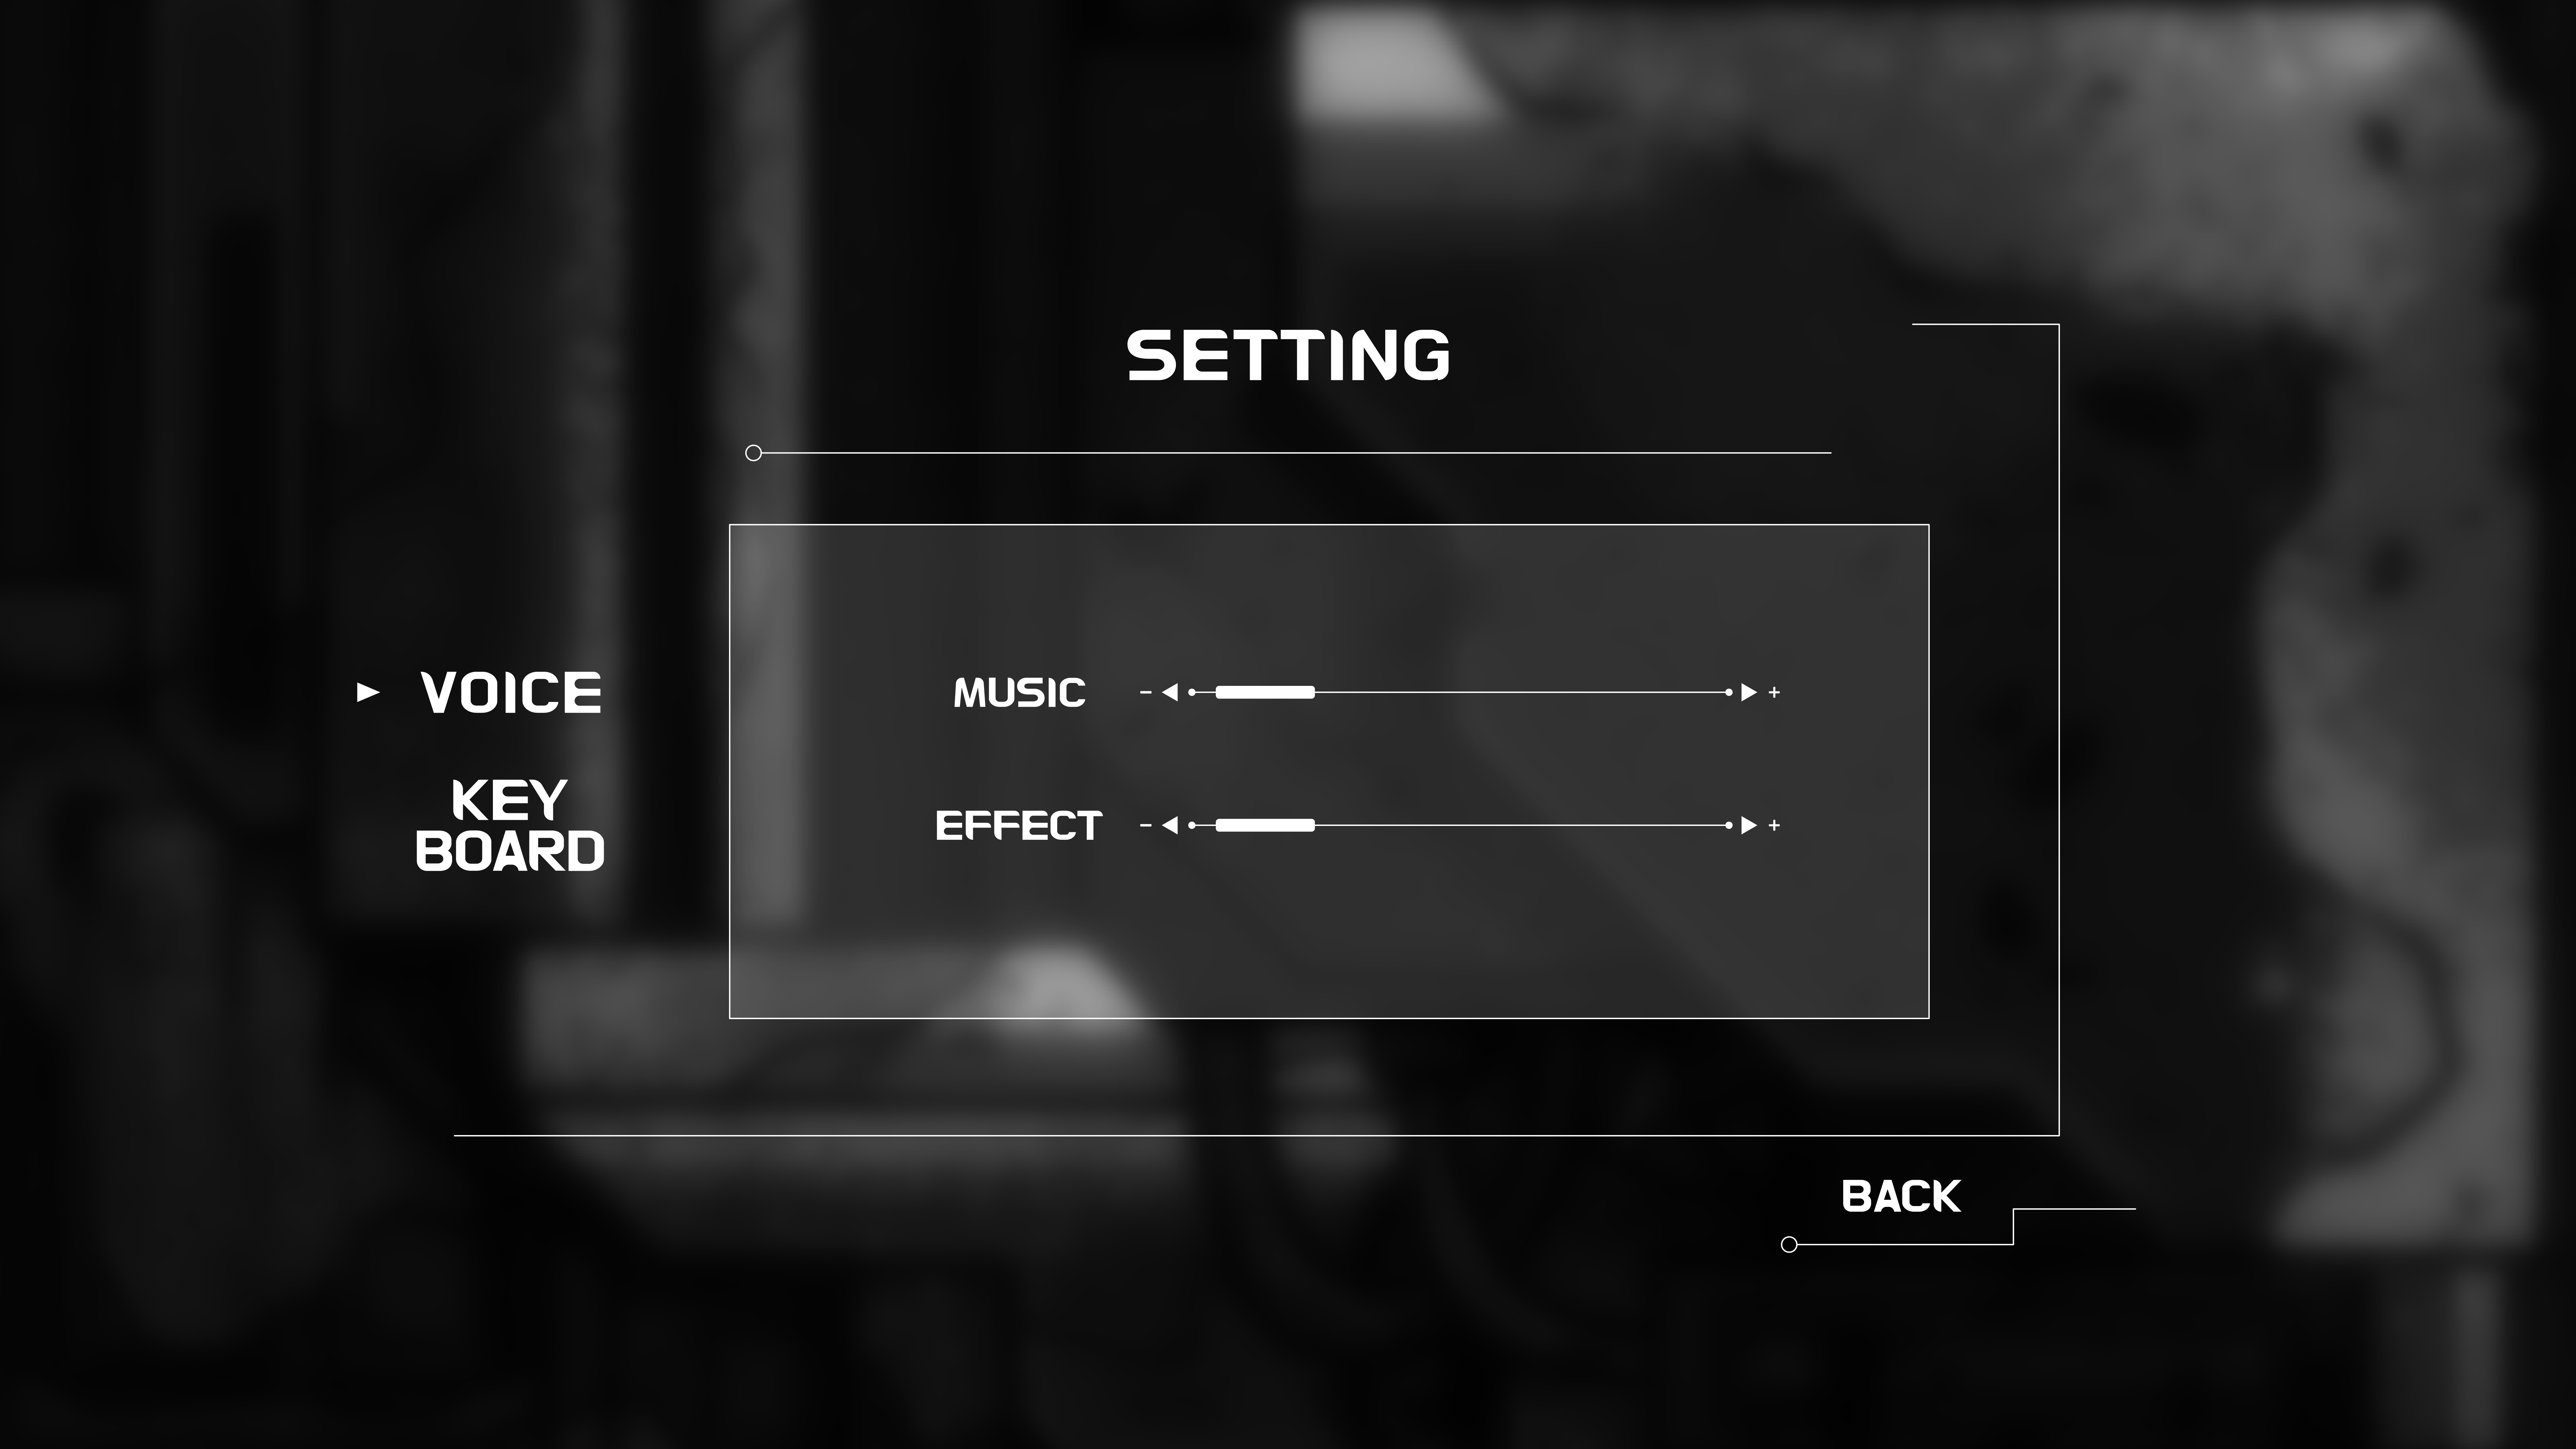 SETTING
VOICE
KEY
BOARD
MUSIC - +
EFFECT - +
BACK